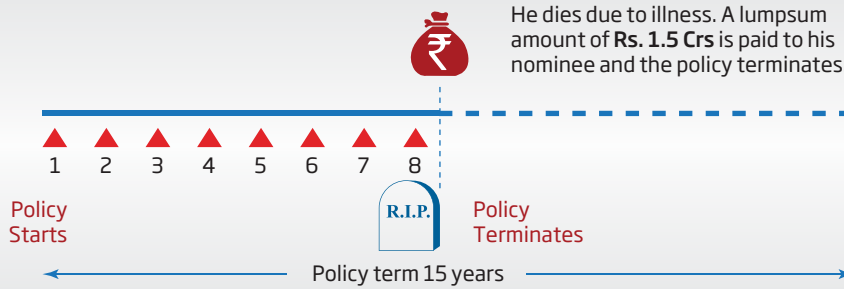 He dies due to illness. A lumpsum
amount of Rs. 1.5 Crs is paid to his
nominee and the policy terminates
₹
1 2 3 4 5 6 7 8
R.I.P.
Policy
Starts
Policy
Terminates
Policy term 15 years